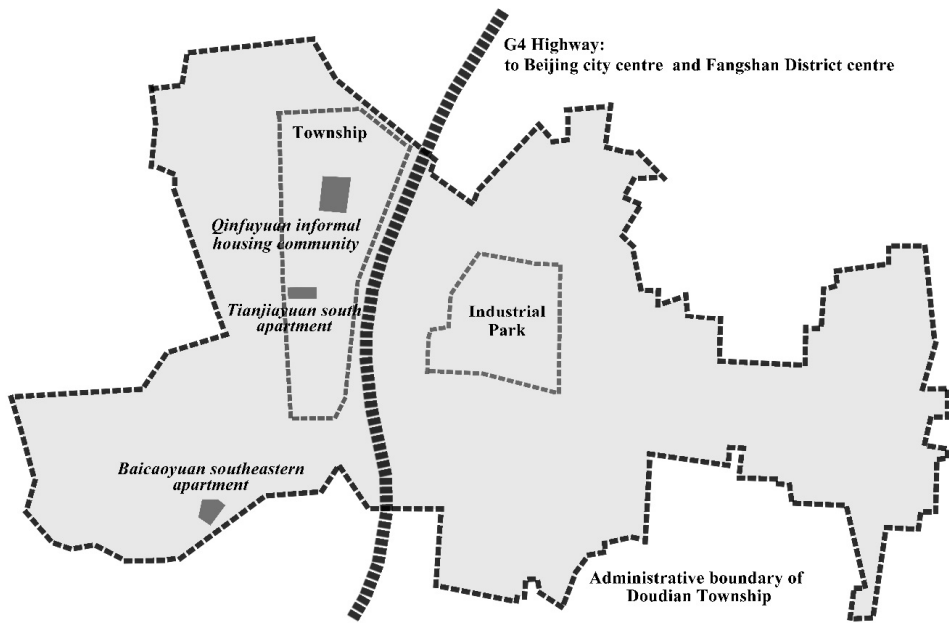 G4 Highway:
to Beijing city centre and Fangshan District centre
Township
Qinfuyuan informal
housing community
Tianjiayuan south
apartment
Industrial
Park
Baicaoyuan southeastern
apartment
Administrative boundary of
Doudian Township